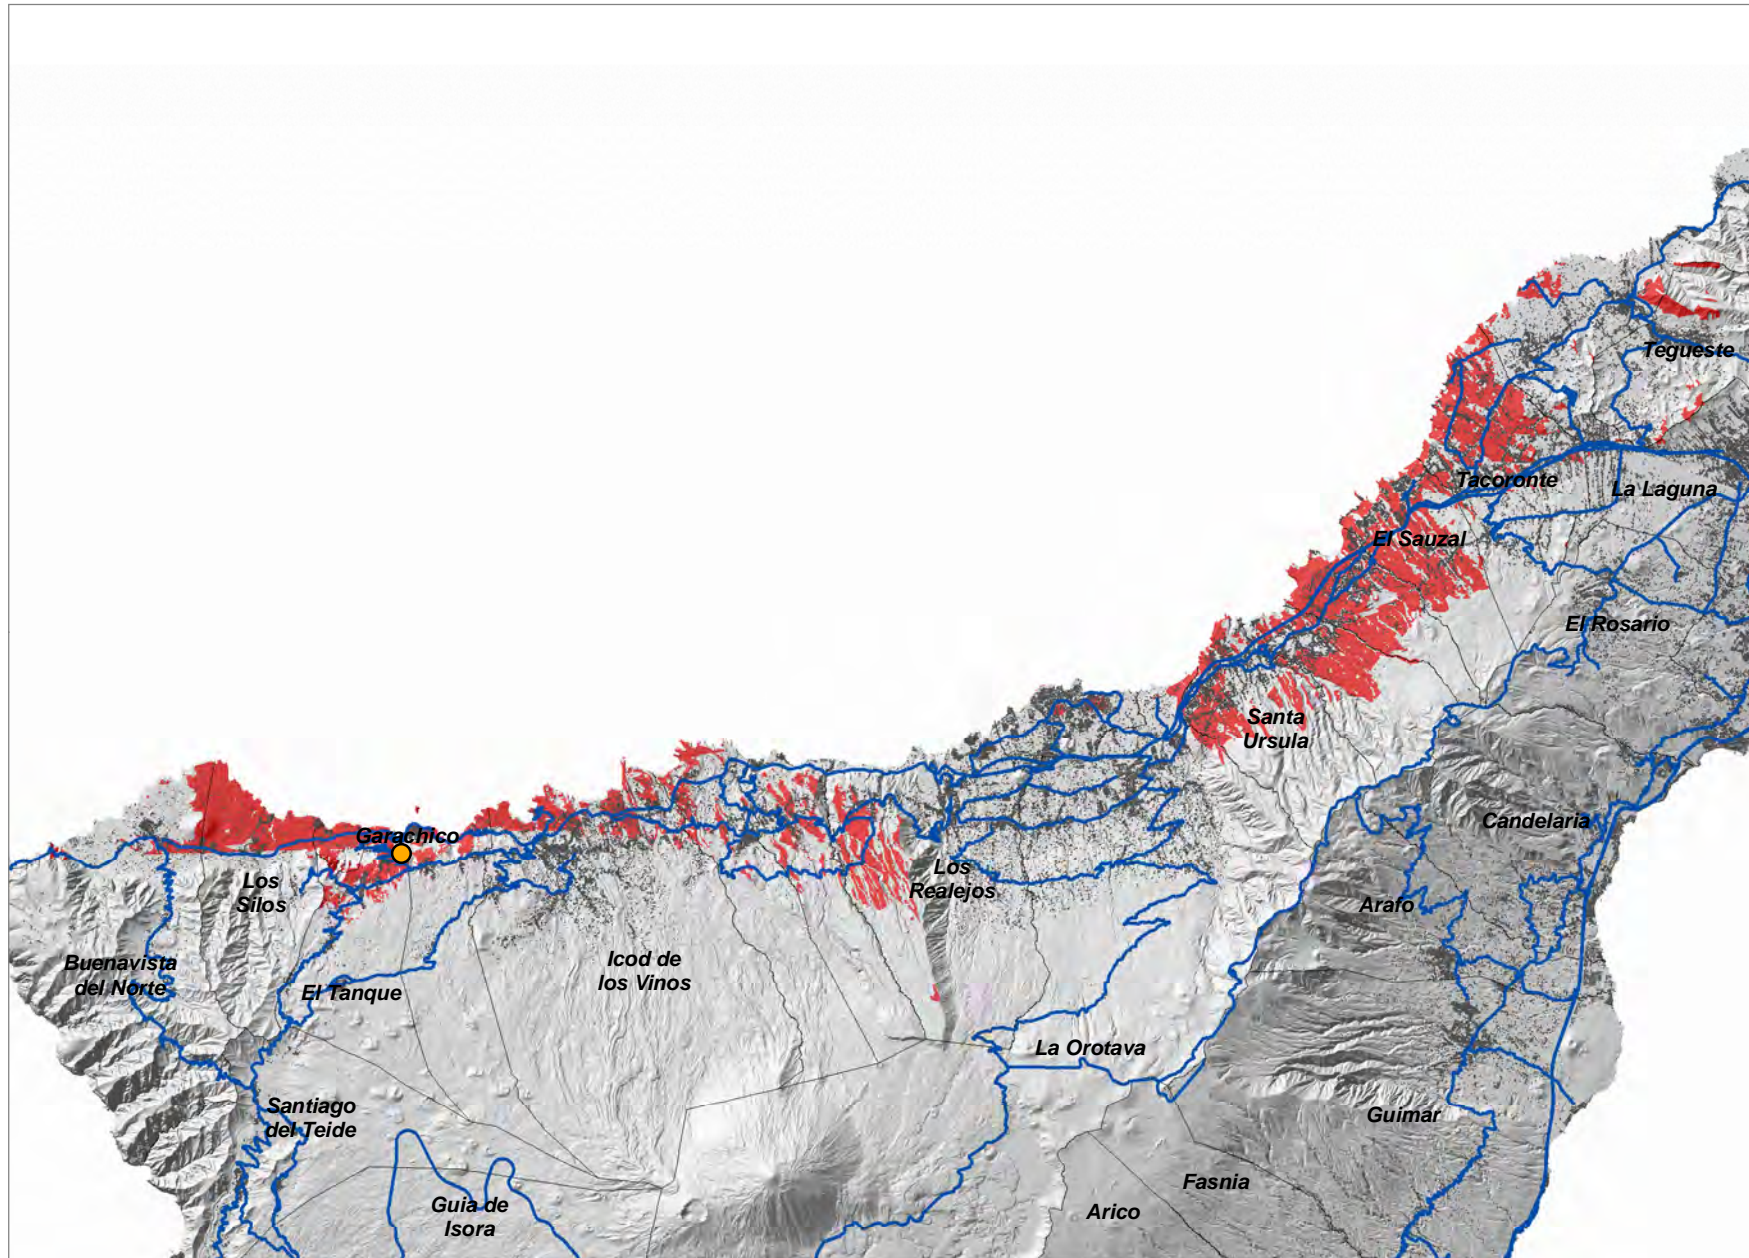 Tegueste
Tacoronte
La Laguna
El Sauzal
El Rosario
Santa
Ursula
Candelaria
Garachico
Los
Silos
Los
Realejos
Arafo
Buenavista
del Norte
Icod de
los Vinos
El Tanque
La Orotava
Santiago
del Teide
Guimar
Fasnia
Guia de
Isora
Arico